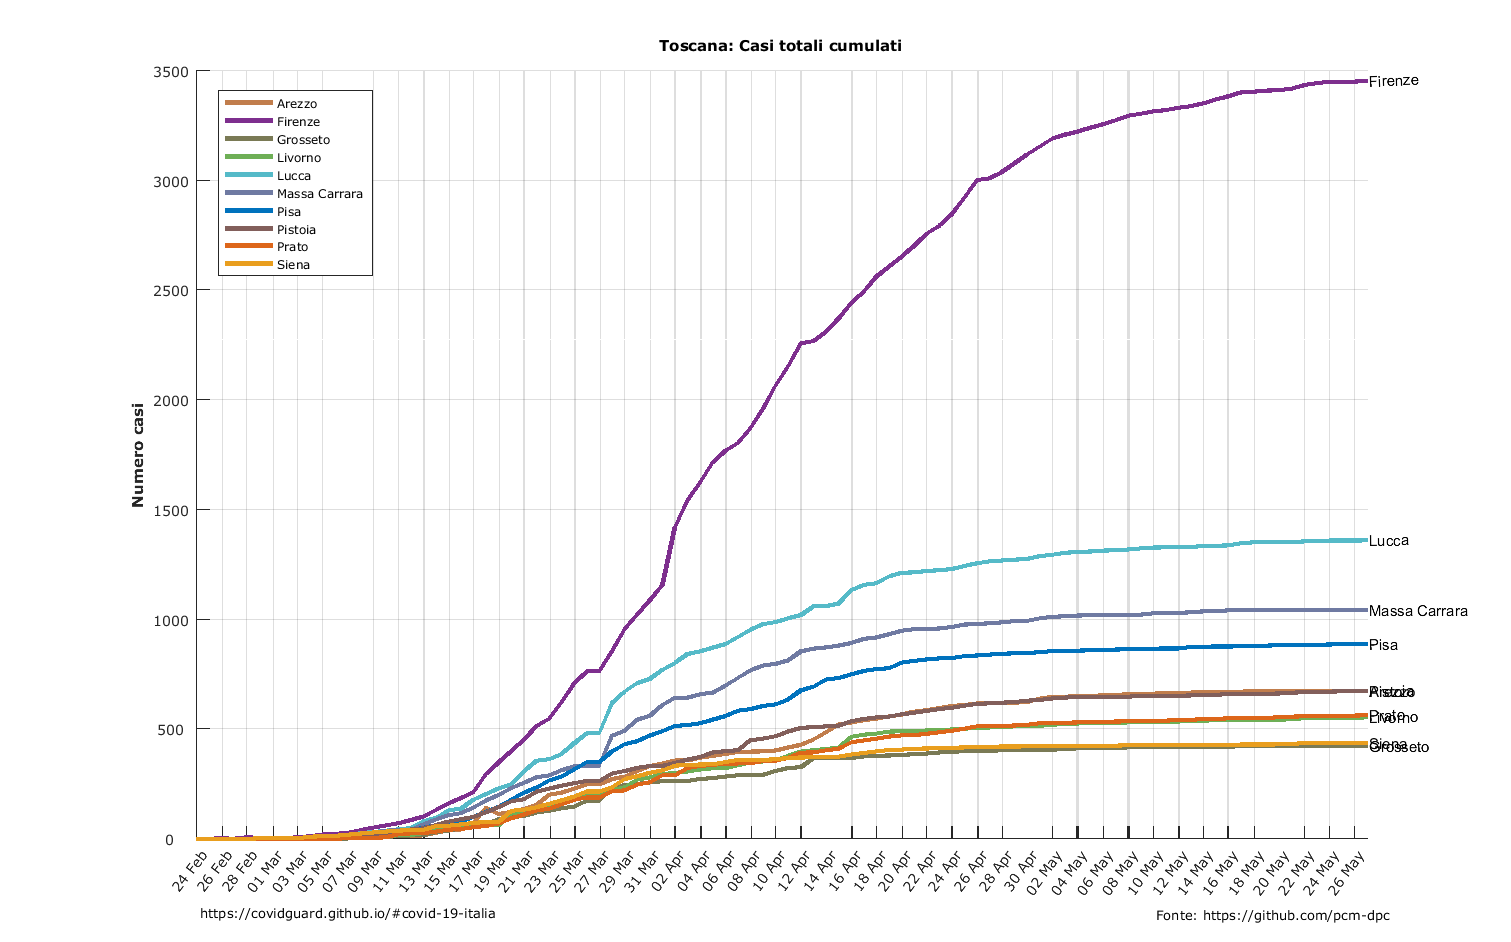 Toscana: Casi totali cumulati
3500
3000
2500
2000
1500
1000
500
0
Numero casi
Arezzo
Firenze
Grosseto
Livorno
Lucca
Massa Carrara
Pisa
Pistoia
Prato
Siena
Firenze
Lucca
Massa Carrara
Pisa
Pistoia
Arezzo
Prato
Livorno
Siena
Grosseto
24 Feb
26 Feb
28 Feb
01 Mar
03 Mar
05 Mar
07 Mar
09 Mar
11 Mar
13 Mar
15 Mar
17 Mar
19 Mar
21 Mar
23 Mar
25 Mar
27 Mar
29 Mar
31 Mar
02 Apr
04 Apr
06 Apr
08 Apr
10 Apr
12 Apr
14 Apr
16 Apr
18 Apr
20 Apr
22 Apr
24 Apr
26 Apr
28 Apr
30 Apr
02 May
04 May
06 May
08 May
10 May
12 May
14 May
16 May
18 May
20 May
22 May
24 May
26 May
https://covidguard.github.io/#covid-19-italia
Fonte: https://github.com/pcm-dpc